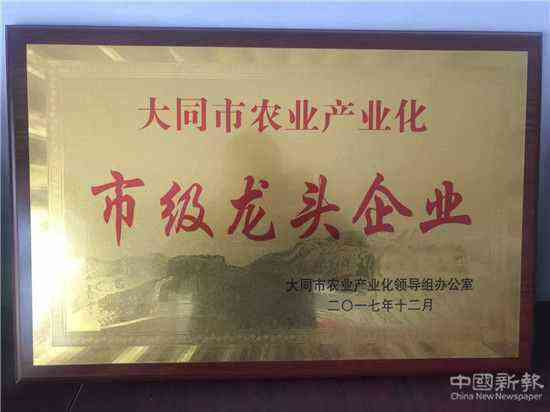 大同市农业产业化
市级龙头企业
大同市农业产业化领导组办公室
二〇一七年十二月
中國新報
China New Newspaper